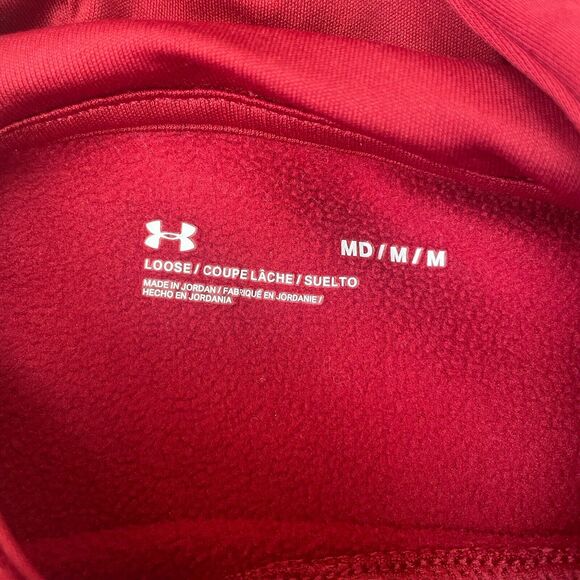 MD / M / M
LOOSE / COUPE LÂCHE / SUELTO
MADE IN JORDAN / FABRIQUÉ EN JORDANIE /
HECHO EN JORDANIA